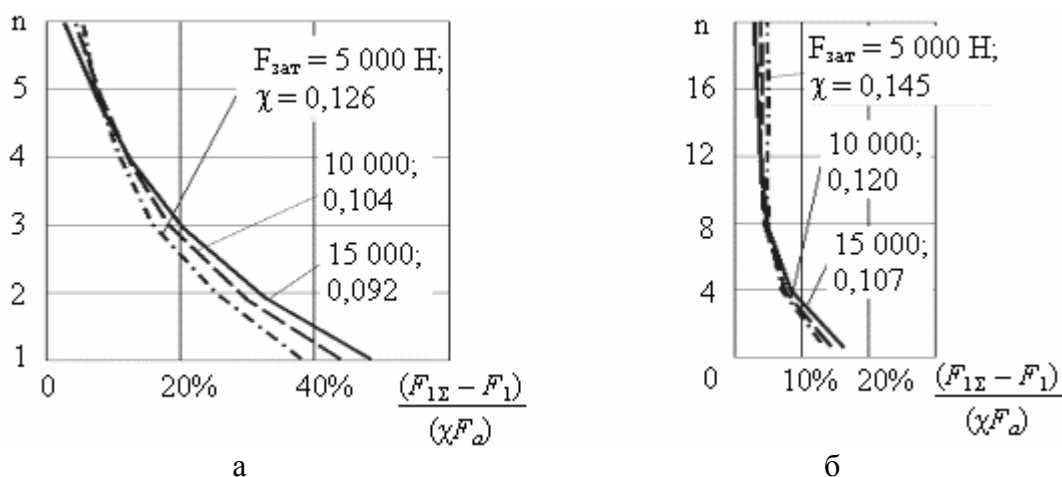 n
5
4
3
2
1
0
20%
40%
F_зат = 5 000 Н;
χ = 0,126
10 000;
0,104
15 000;
0,092
(F_1Σ − F_1)
(χF_a)
а
n
16
12
8
4
0
10%
20%
F_зат = 5 000 Н;
χ = 0,145
10 000;
0,120
15 000;
0,107
(F_1Σ − F_1)
(χF_a)
б